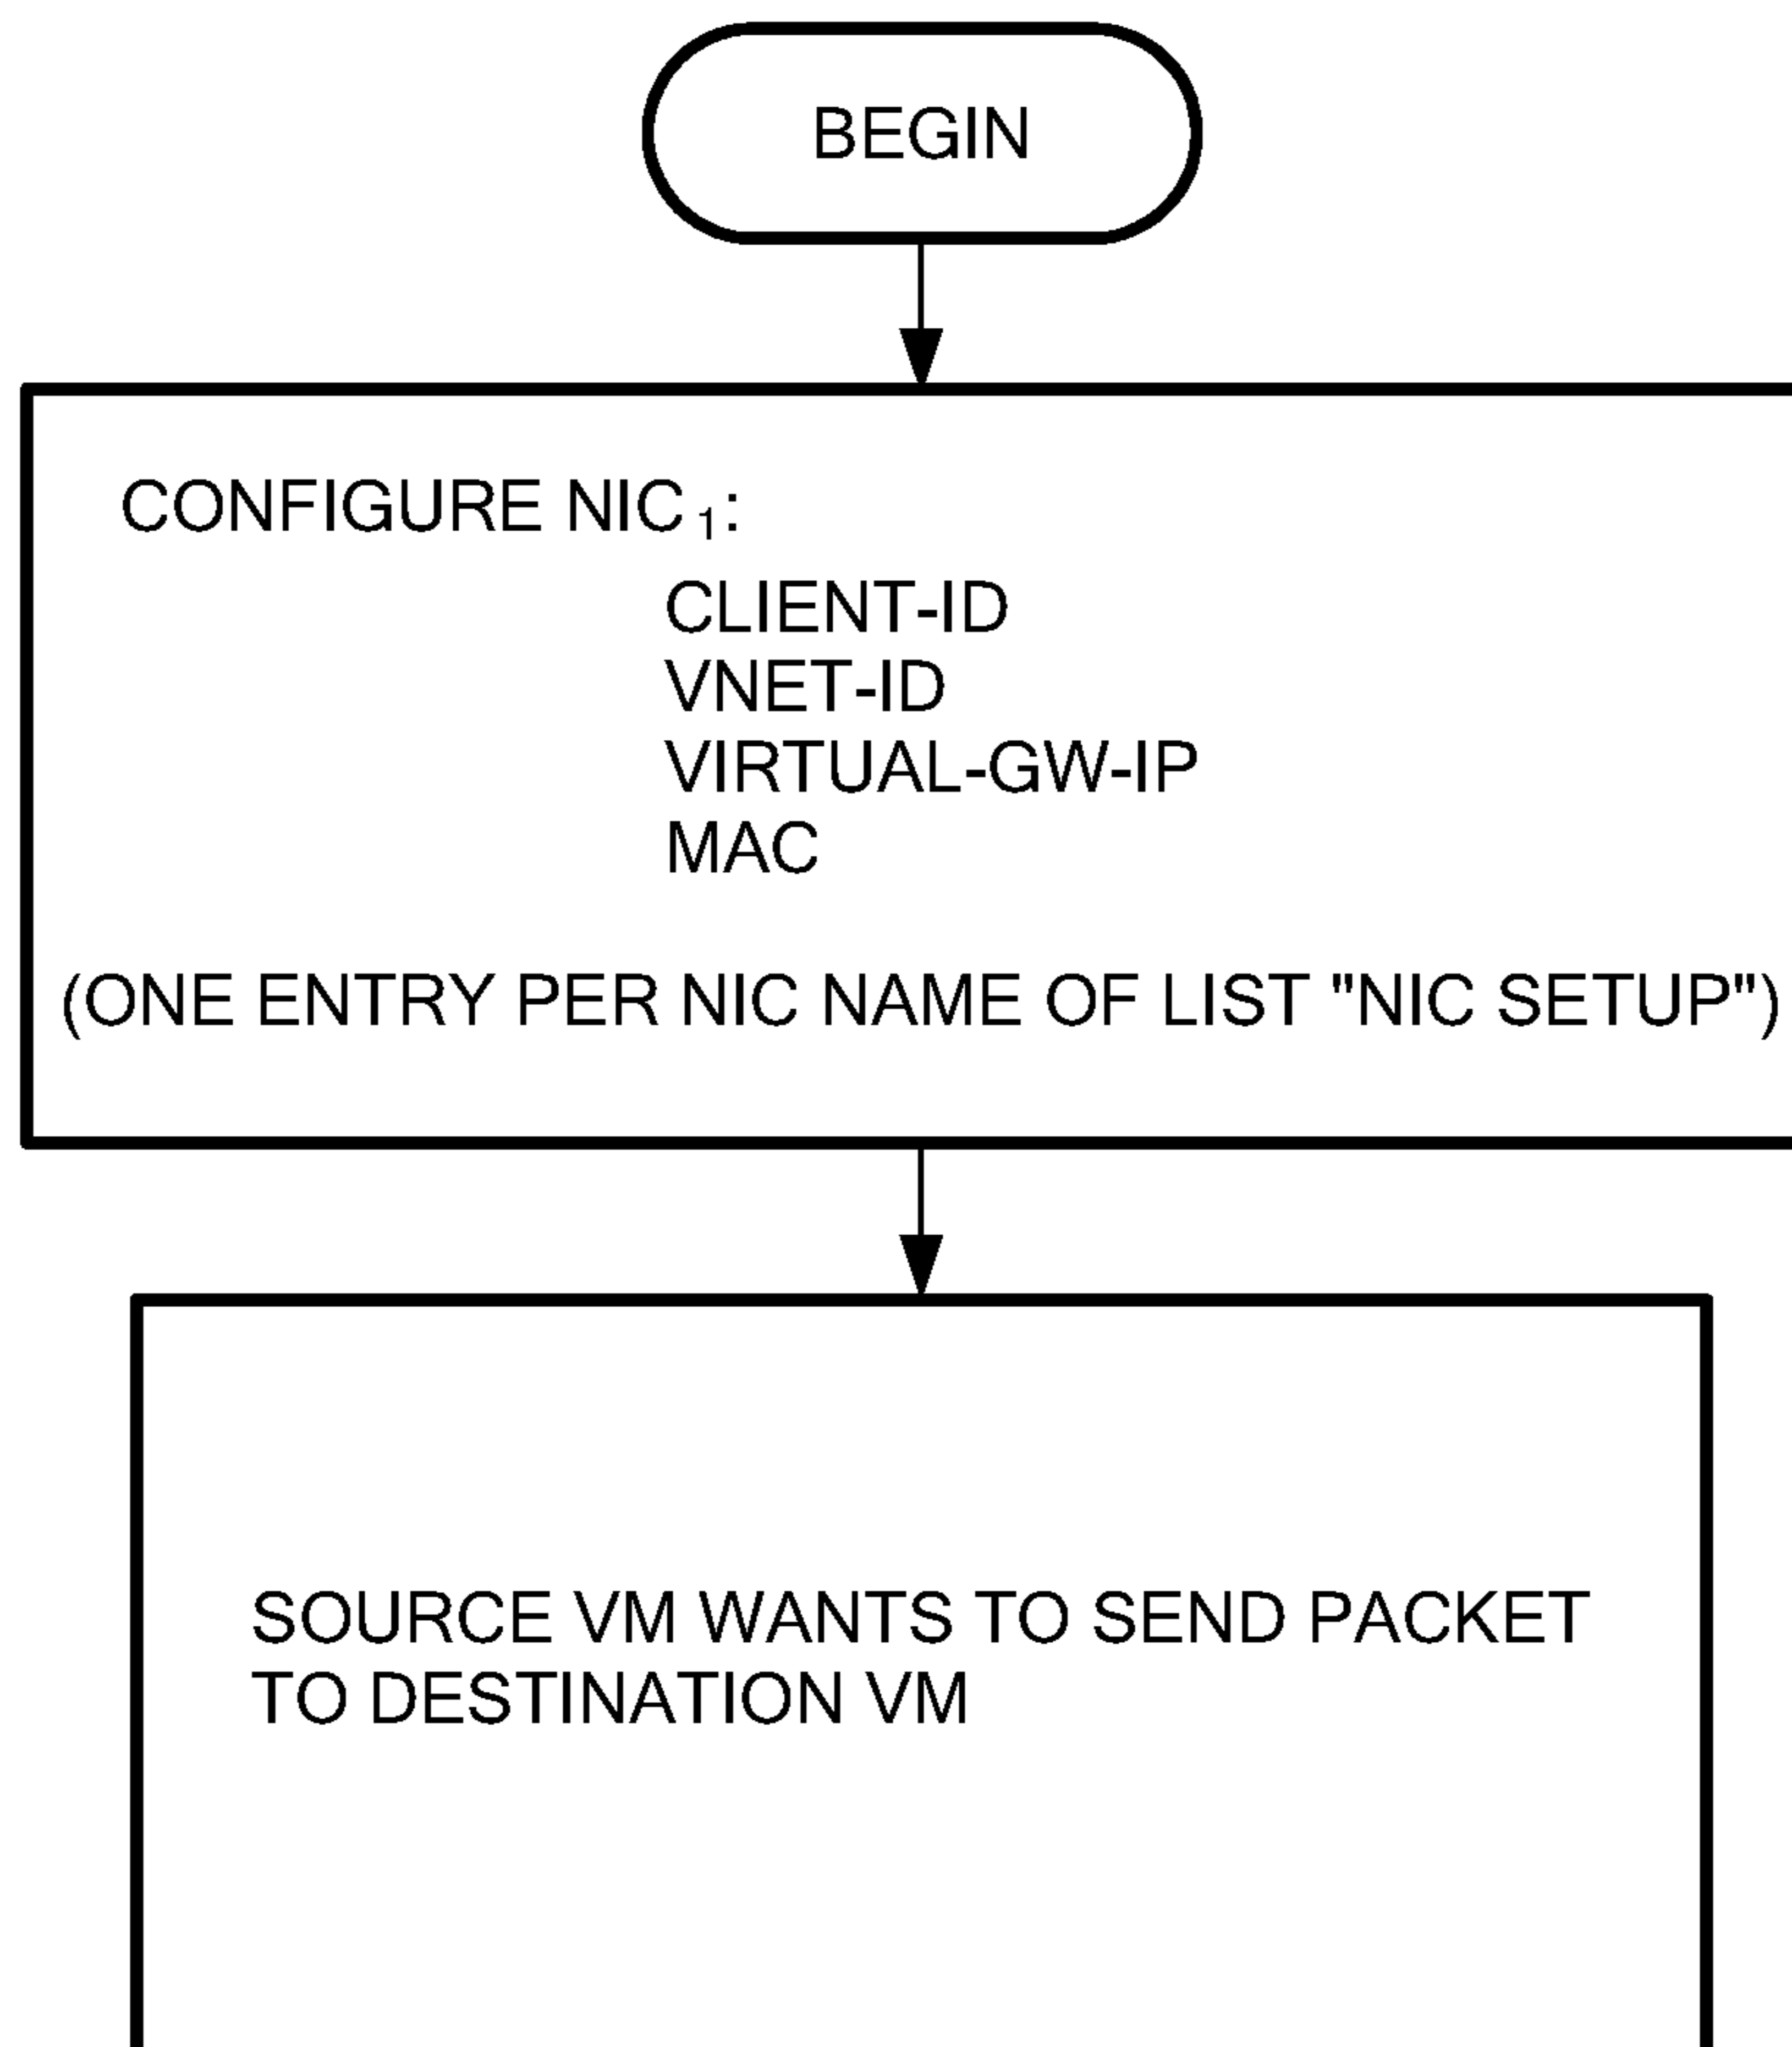 BEGIN
CONFIGURE NIC₁:
CLIENT-ID
VNET-ID
VIRTUAL-GW-IP
MAC
(ONE ENTRY PER NIC NAME OF LIST "NIC SETUP")
SOURCE VM WANTS TO SEND PACKET
TO DESTINATION VM